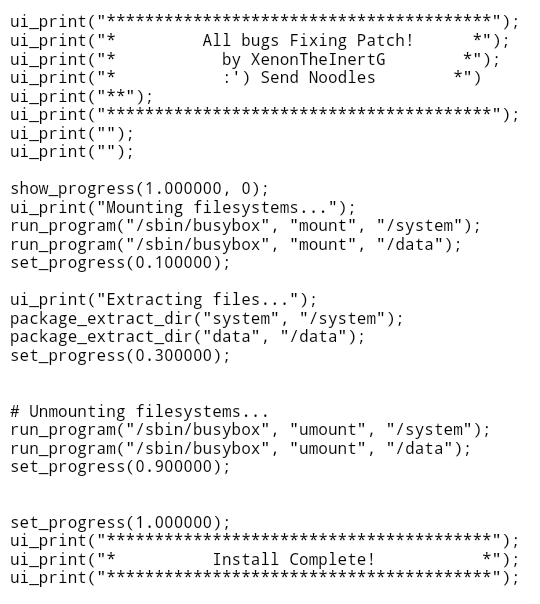 ui_print("****************************************");
ui_print("*         All bugs Fixing Patch!      *");
ui_print("*           by XenonTheInertG        *");
ui_print("*           :') Send Noodles        *")
ui_print("**");
ui_print("****************************************");
ui_print("");
ui_print("");
show_progress(1.000000, 0);
ui_print("Mounting filesystems...");
run_program("/sbin/busybox", "mount", "/system");
run_program("/sbin/busybox", "mount", "/data");
set_progress(0.100000);
ui_print("Extracting files...");
package_extract_dir("system", "/system");
package_extract_dir("data", "/data");
set_progress(0.300000);
# Unmounting filesystems...
run_program("/sbin/busybox", "umount", "/system");
run_program("/sbin/busybox", "umount", "/data");
set_progress(0.900000);
set_progress(1.000000);
ui_print("****************************************");
ui_print("*          Install Complete!           *");
ui_print("****************************************");